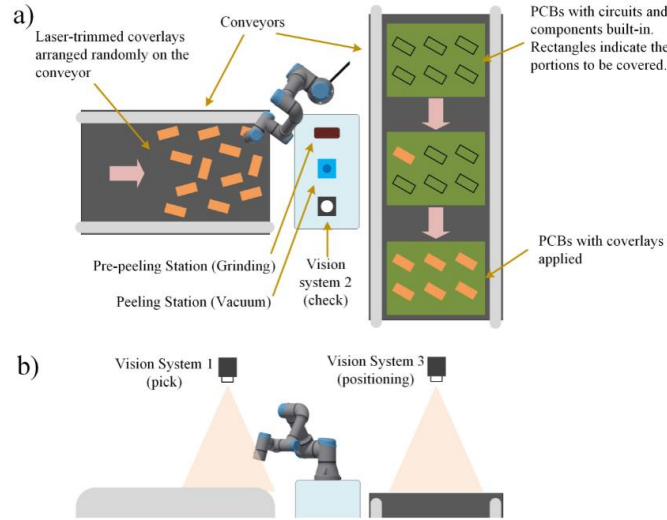 a)
Laser-trimmed coverlays
arranged randomly on the
conveyor
Conveyors
PCBs with circuits and
components built-in.
Rectangles indicate the
portions to be covered.
Pre-peeling Station (Grinding)
Peeling Station (Vacuum)
Vision
system 2
(check)
PCBs with coverlays
applied
b)
Vision System 1
(pick)
Vision System 3
(positioning)